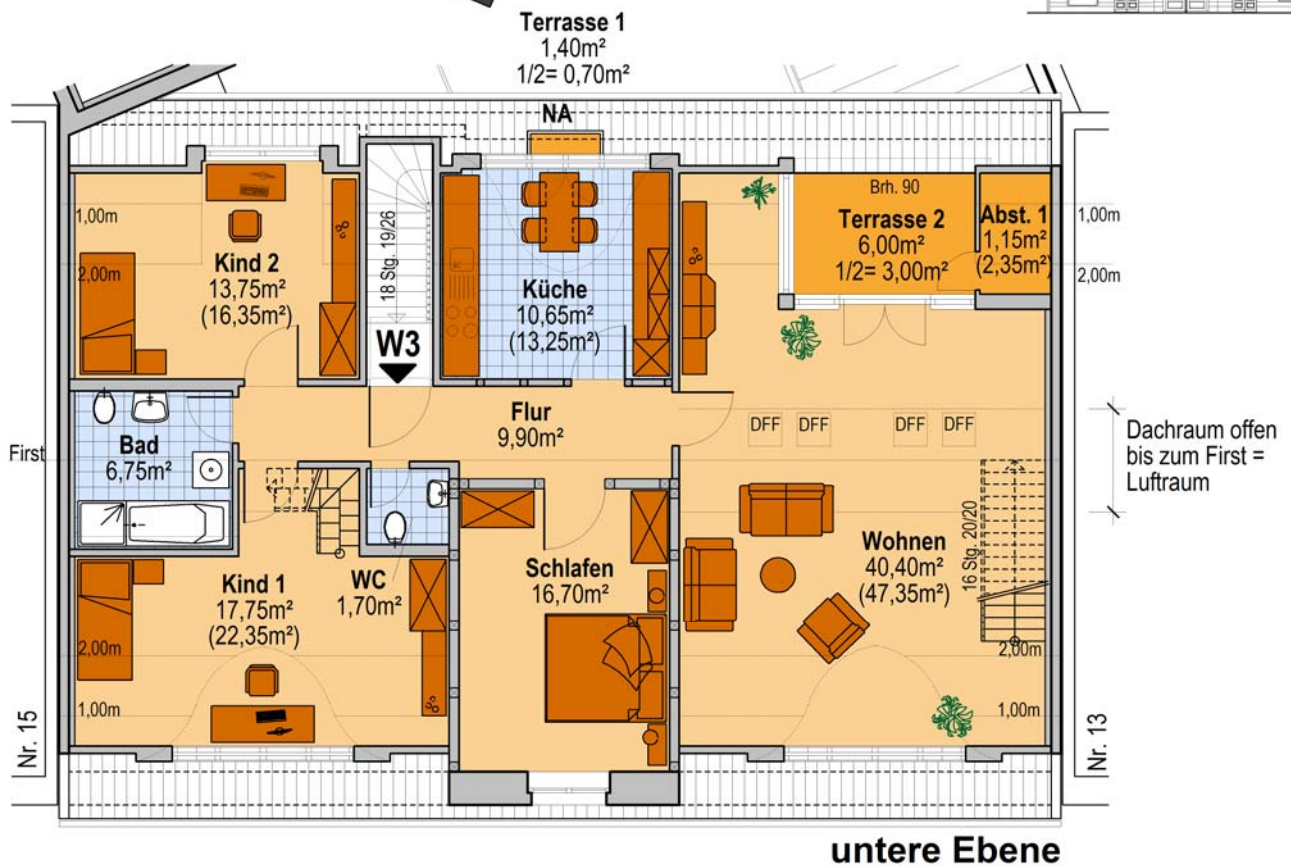 Terrasse 1
1,40m²
1/2= 0,70m²
NA
Brh. 90
1,00m
2,00m
Kind 2
13,75m²
(16,35m²)
18 Stg. 19/26
W3
Küche
10,65m²
(13,25m²)
Terrasse 2
6,00m²
1/2= 3,00m²
Abst. 1
1,15m²
(2,35m²)
1,00m
2,00m
First
Bad
6,75m²
Flur
9,90m²
DFF
DFF
DFF
DFF
Dachraum offen
bis zum First =
Luftraum
Kind 1
17,75m²
(22,35m²)
WC
1,70m²
Schlafen
16,70m²
Wohnen
40,40m²
(47,35m²)
16 Stg. 20/20
2,00m
1,00m
2,00m
1,00m
Nr. 15
Nr. 13
untere Ebene